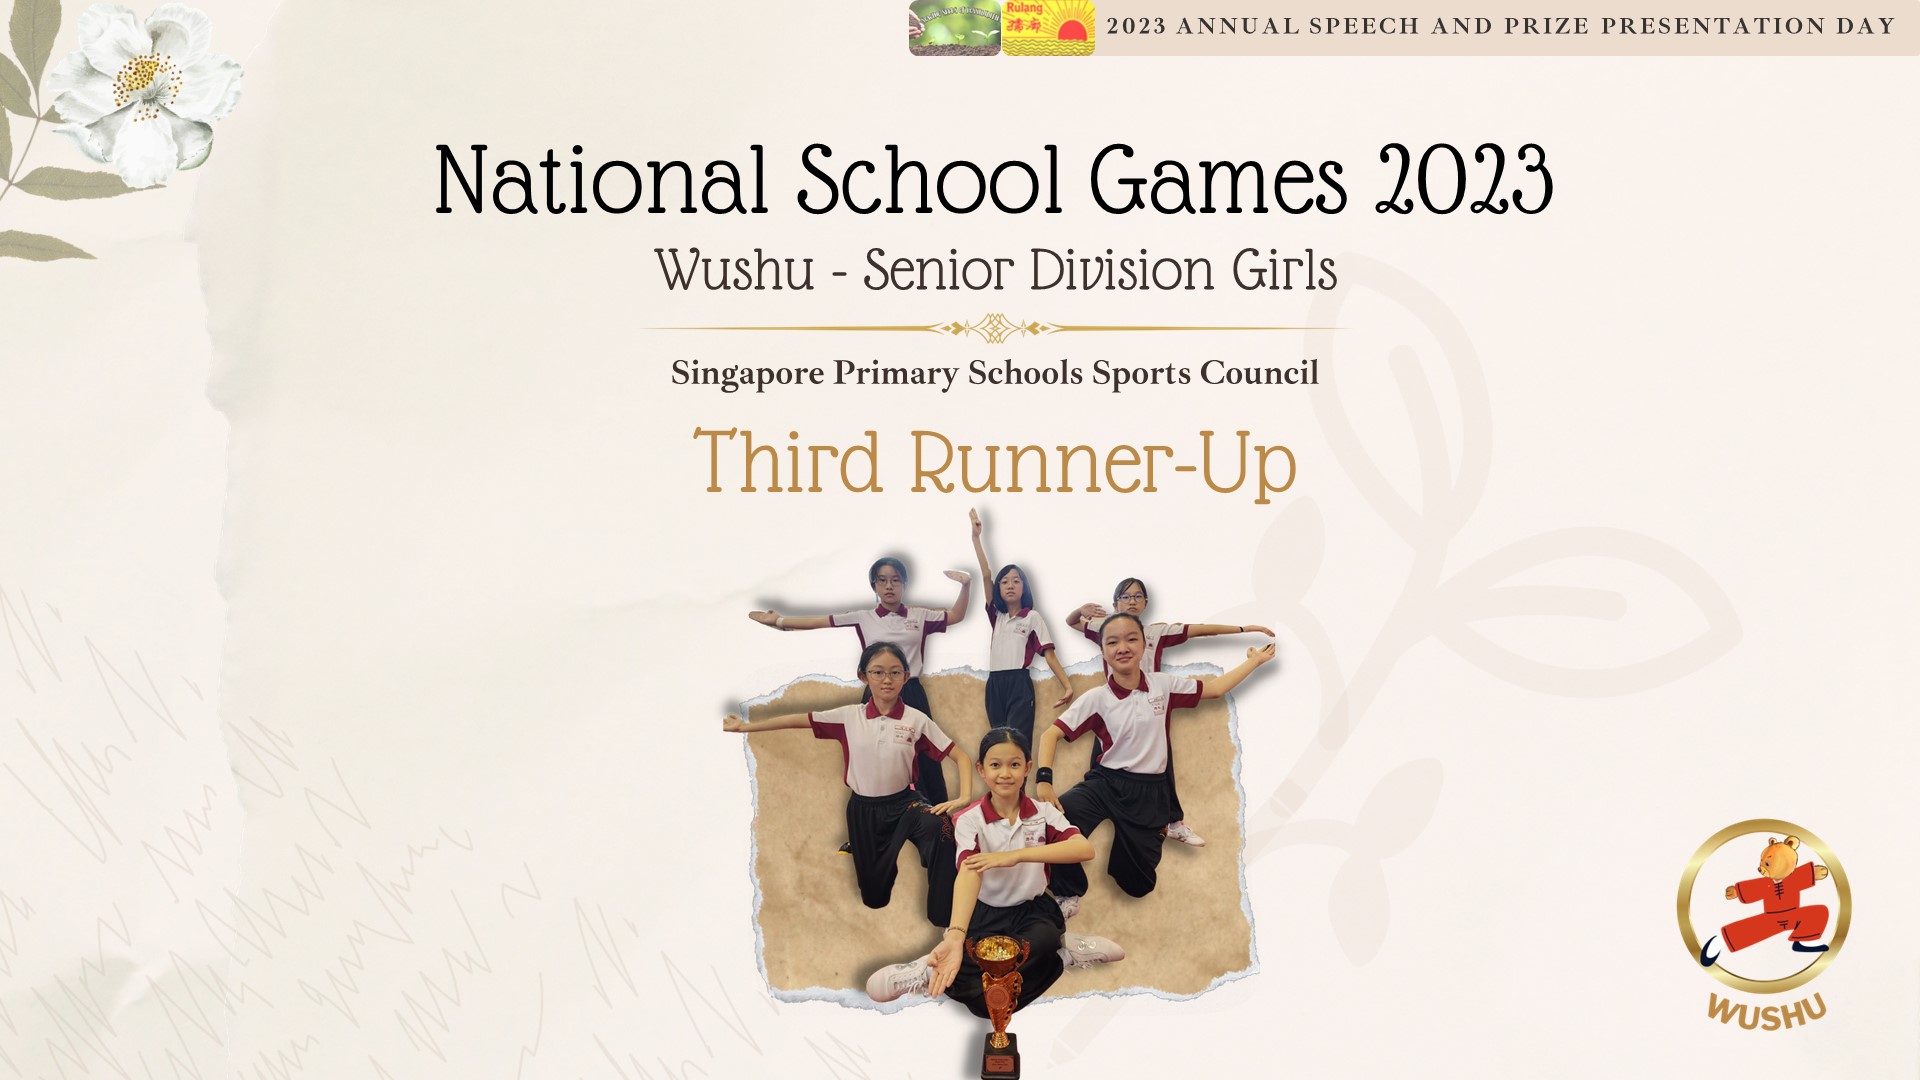 Rulang
2023 ANNUAL SPEECH AND PRIZE PRESENTATION DAY
National School Games 2023
Wushu - Senior Division Girls
Singapore Primary Schools Sports Council
Third Runner-Up
WUSHU